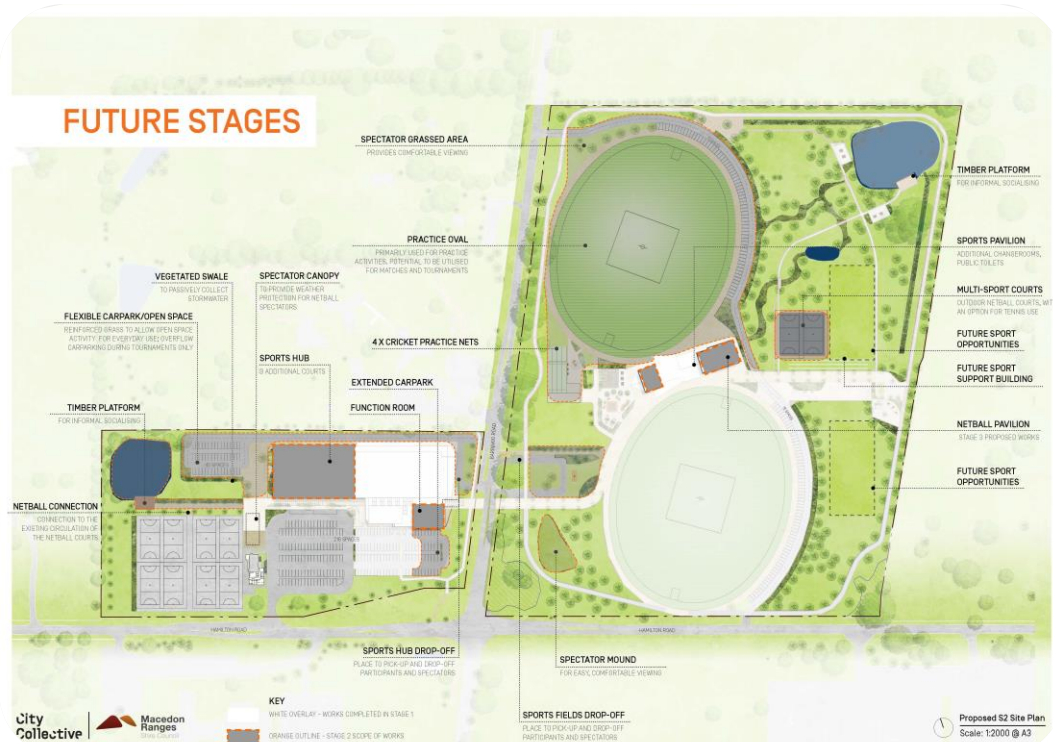 FUTURE STAGES
SPECTATOR GRASSED AREA
PROVIDES COMFORTABLE VIEWING
PRACTICE OVAL
PRIMARILY USED FOR PRACTICE
ACTIVITIES, POTENTIAL TO BE UTILISED
FOR MATCHES AND TOURNAMENTS
VEGETATED SWALE
TO PASSIVELY COLLECT
STORMWATER
SPECTATOR CANOPY
TO PROVIDE WEATHER
PROTECTION FOR NETBALL
SPECTATORS
FLEXIBLE CARPARK/OPEN SPACE
REINFORCED GRASS TO ALLOW OPEN SPACE
ACTIVITY FOR EVERYDAY USE; OVERFLOW
CARPARKING DURING TOURNAMENTS ONLY
4 X CRICKET PRACTICE NETS
SPORTS HUB
8 ADDITIONAL COURTS
EXTENDED CARPARK
FUNCTION ROOM
TIMBER PLATFORM
FOR INFORMAL SOCIALISING
NETBALL CONNECTION
CONNECTION TO THE
EXISTING CIRCULATION OF
THE NETBALL COURTS
TIMBER PLATFORM
FOR INFORMAL SOCIALISING
SPORTS PAVILION
ADDITIONAL CHANGEROOMS,
PUBLIC TOILETS
MULTI-SPORT COURTS
OUTDOOR NETBALL COURTS, WIT
AN OPTION FOR TENNIS USE
FUTURE SPORT
OPPORTUNITIES
FUTURE SPORT
SUPPORT BUILDING
NETBALL PAVILION
STAGE 3 PROPOSED WORKS
FUTURE SPORT
OPPORTUNITIES
BARRINGO ROAD
HAMILTON ROAD
HAMILTON ROAD
SPORTS HUB DROP-OFF
PLACE TO PICK-UP AND DROP-OFF
PARTICIPANTS AND SPECTATORS
SPECTATOR MOUND
FOR EASY, COMFORTABLE VIEWING
SPORTS FIELDS DROP-OFF
PLACE TO PICK-UP AND DROP-OFF
PARTICIPANTS AND SPECTATORS
KEY
WHITE OVERLAY - WORKS COMPLETED IN STAGE 1
ORANGE OUTLINE - STAGE 2 SCOPE OF WORKS
City
Collective
Macedon
Ranges
Shire Council
Proposed S2 Site Plan
Scale: 1:2000 @ A3